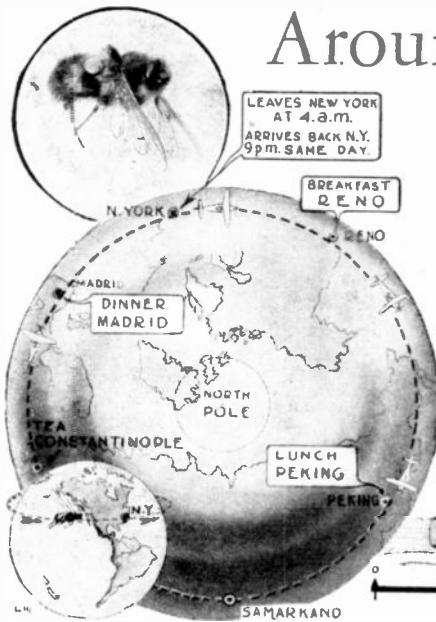 Arou
LEAVES NEW YORK
AT 4.a.m.
ARRIVES BACK N.Y.
9pm. SAME DAY.
BREAKFAST
RENO
N. YORK
RENO
MADRID
DINNER
MADRID
NORTH
POLE
TEA
CONSTANTINOPLE
LUNCH
PEKING
PEKING
N.Y.
SAMARKAND